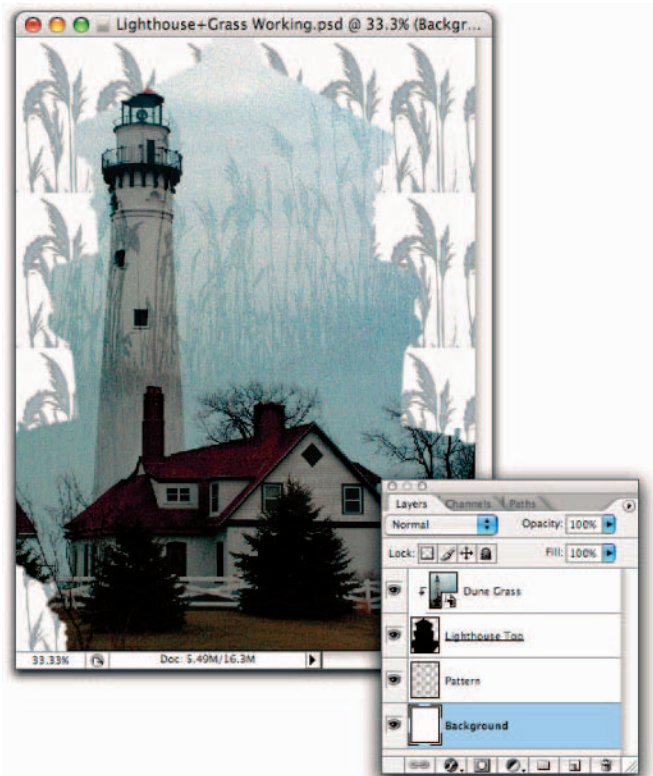 Lighthouse+Grass Working.psd @ 33.3% (Backgr...
33.33%
Doc: 5.49M/16.3M
Layers
Channels
Paths
Normal
Opacity: 100%
Lock:
Fill: 100%
Dune Grass
Lighthouse Top
Pattern
Background